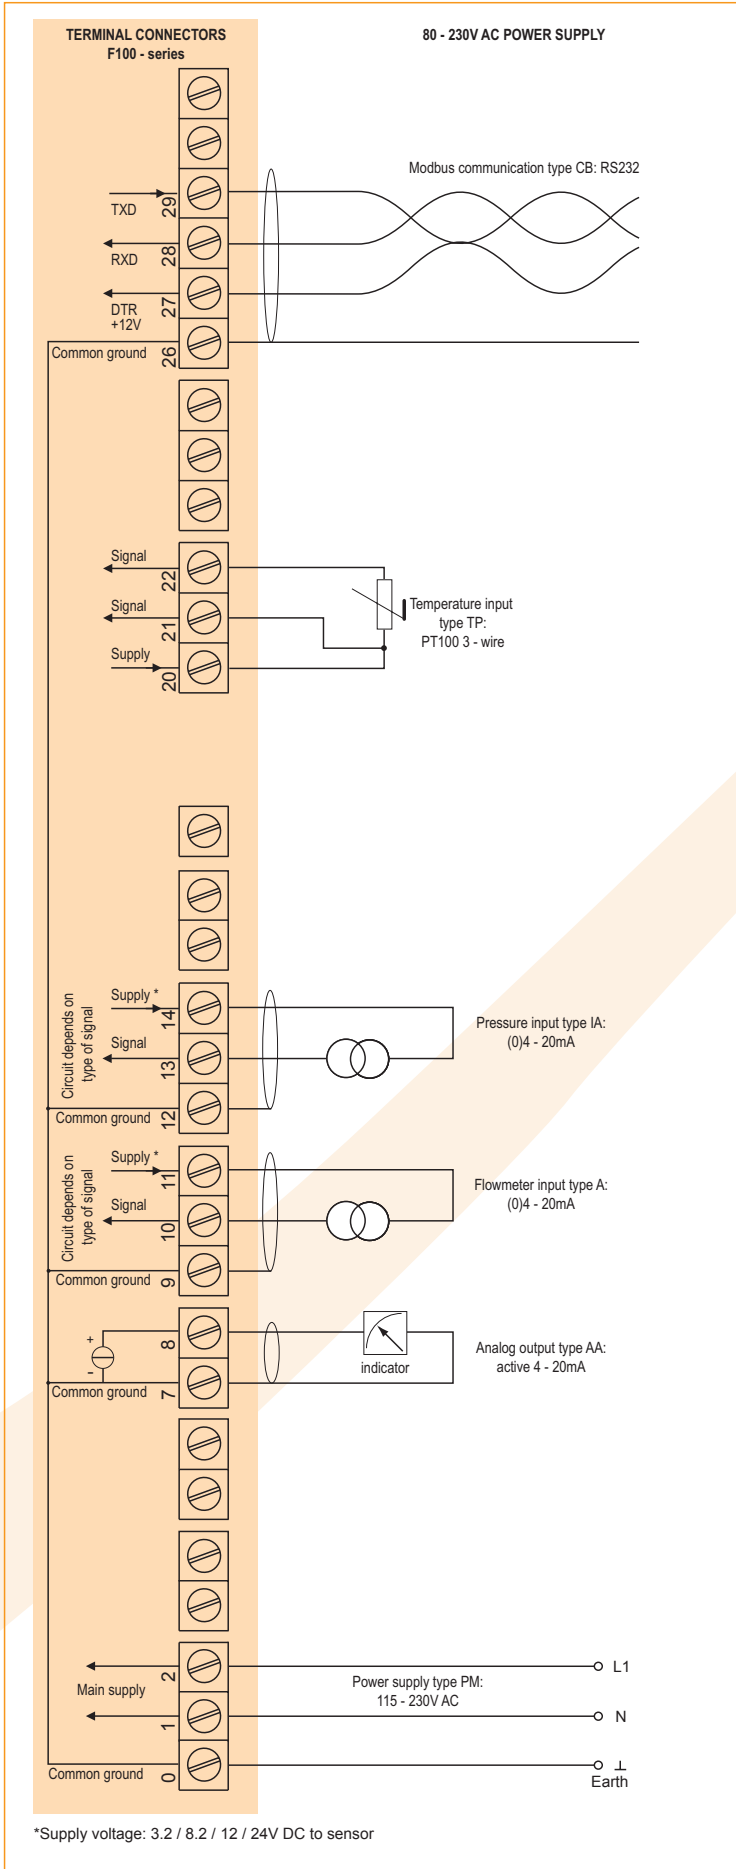 TERMINAL CONNECTORS
F100 - series
80 - 230V AC POWER SUPPLY
Modbus communication type CB: RS232
TXD
29
RXD
28
DTR
+12V
27
Common ground
26
Signal
22
Signal
21
Supply
20
Temperature input
type TP:
PT100 3 - wire
Circuit depends on
type of signal
Supply *
14
Signal
13
Common ground
12
Pressure input type IA:
(0)4 - 20mA
Circuit depends on
type of signal
Supply *
11
Signal
10
Common ground
9
Flowmeter input type A:
(0)4 - 20mA
+
-
8
Common ground
7
indicator
Analog output type AA:
active 4 - 20mA
2
Main supply
1
Common ground
0
Power supply type PM:
115 - 230V AC
L1
N
Earth
*Supply voltage: 3.2 / 8.2 / 12 / 24V DC to sensor